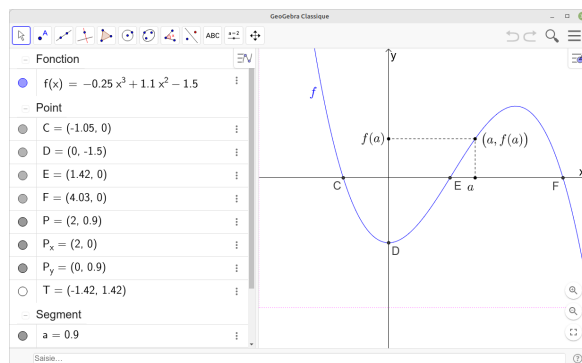 GeoGebra Classique
ABC
a=2
Fonction
f(x) = −0.25 x³ + 1.1 x² − 1.5
Point
C = (-1.05, 0)
D = (0, -1.5)
E = (1.42, 0)
F = (4.03, 0)
P = (2, 0.9)
Pₓ = (2, 0)
Pᵧ = (0, 0.9)
T = (-1.42, 1.42)
Segment
a = 0.9
Saisie…
y
f
f(a)
(a, f(a))
x
C
E
a
F
D